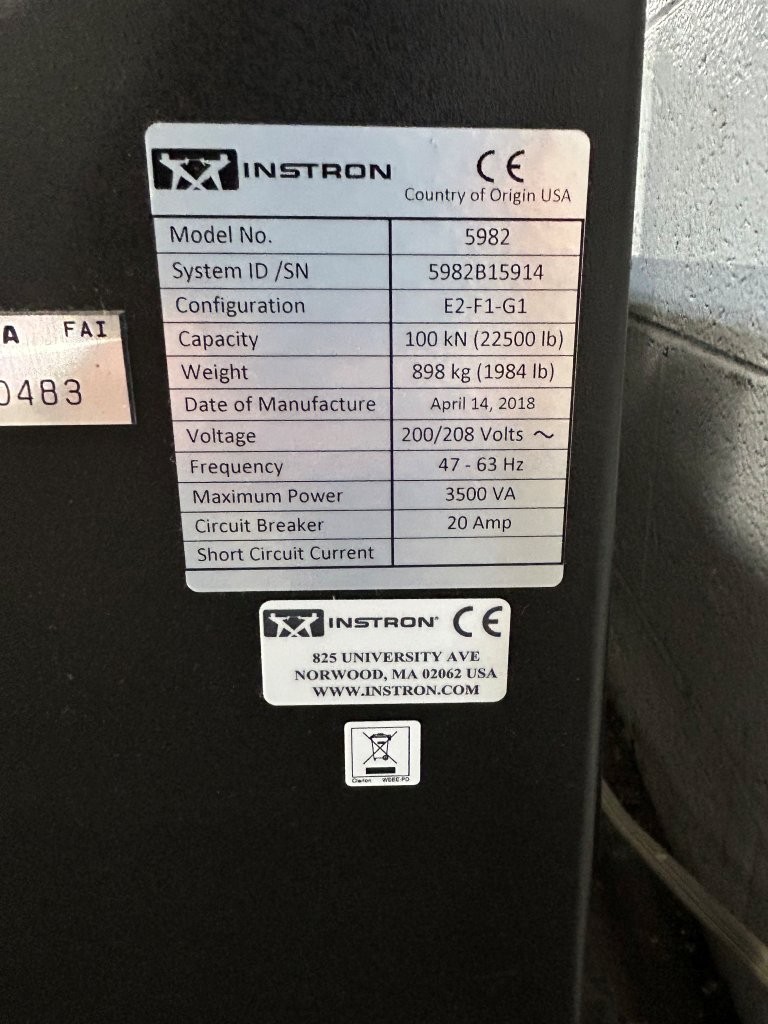 INSTRON CE
Country of Origin USA
Model No. 5982
System ID /SN 5982B15914
Configuration E2-F1-G1
Capacity 100 kN (22500 lb)
Weight 898 kg (1984 lb)
Date of Manufacture April 14, 2018
Voltage 200/208 Volts ~
Frequency 47 - 63 Hz
Maximum Power 3500 VA
Circuit Breaker 20 Amp
Short Circuit Current
A FAI
0483
INSTRON® CE
825 UNIVERSITY AVE
NORWOOD, MA 02062 USA
WWW.INSTRON.COM
Clarion WEEE-PD